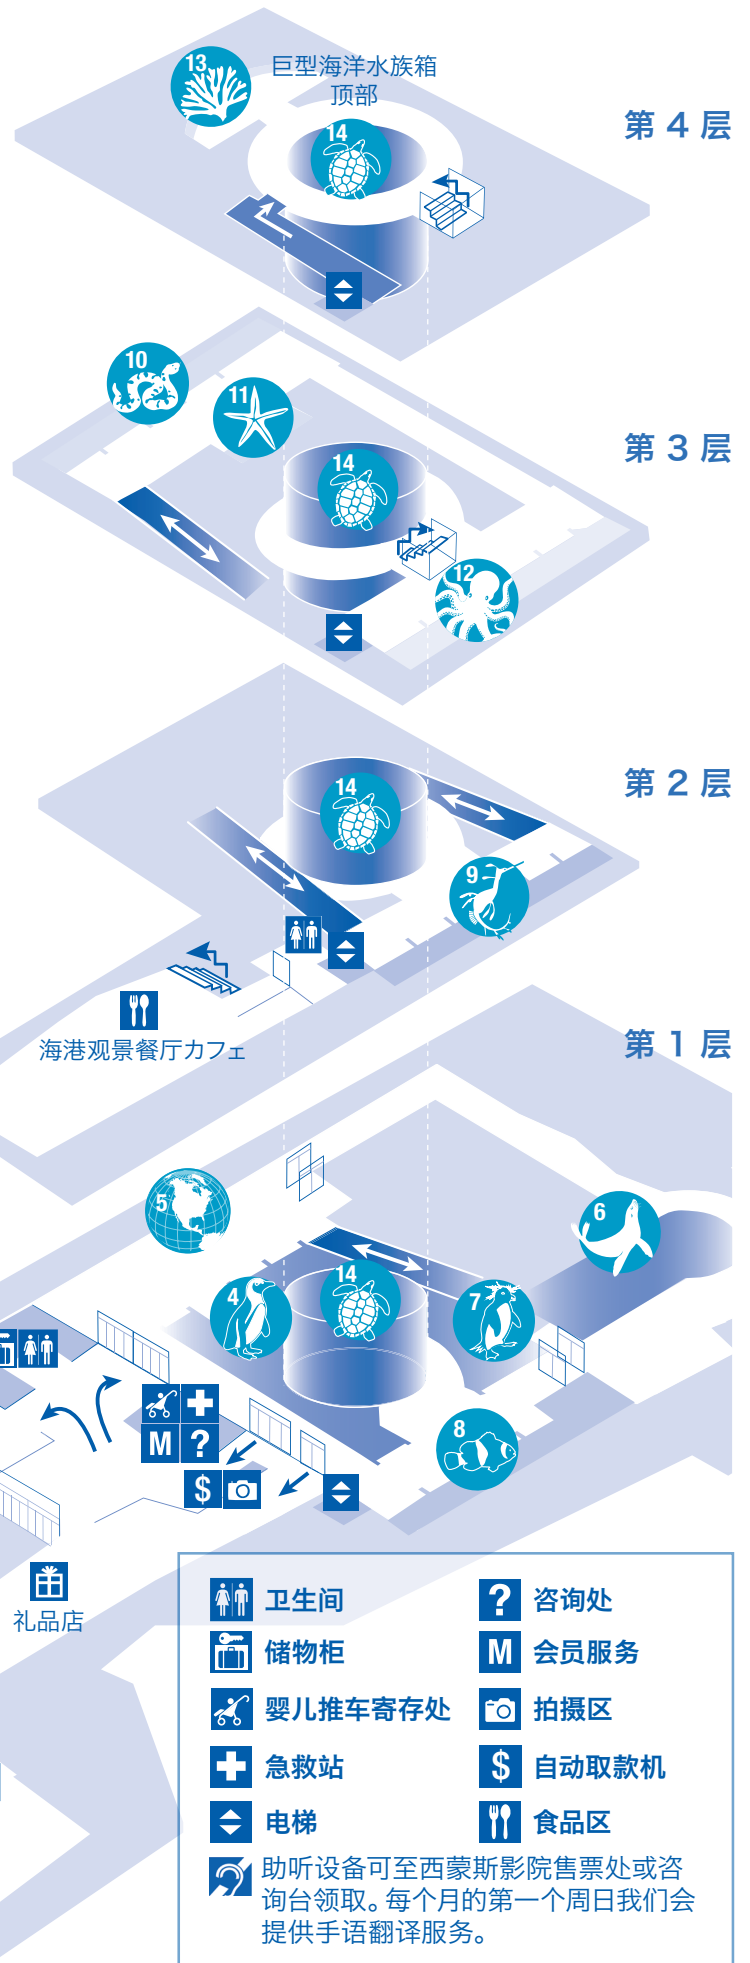 13
巨型海洋水族箱
顶部
第 4 层
14
10
11
第 3 层
14
12
第 2 层
14
9
海港观景餐厅カフェ
第 1 层
5
6
4
14
7
M ?
$
8
礼品店
卫生间
? 咨询处
储物柜
M 会员服务
婴儿推车寄存处
拍摄区
急救站
$ 自动取款机
电梯
食品区
助听设备可至西蒙斯影院售票处或咨
询台领取。每个月的第一个周日我们会
提供手语翻译服务。